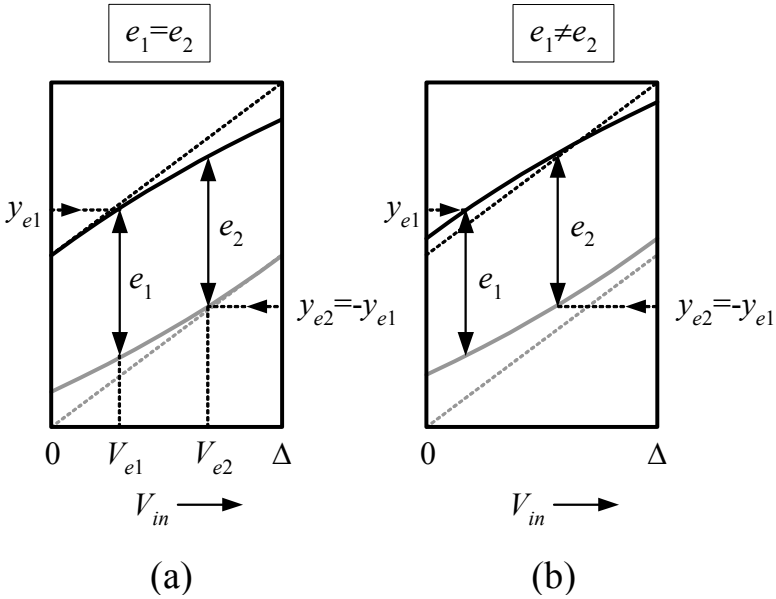 e1=e2
e1≠e2
ye1
e1
e2
ye2=-ye1
0
Ve1
Ve2
Δ
Vin
(a)
ye1
e1
e2
ye2=-ye1
0
Δ
Vin
(b)